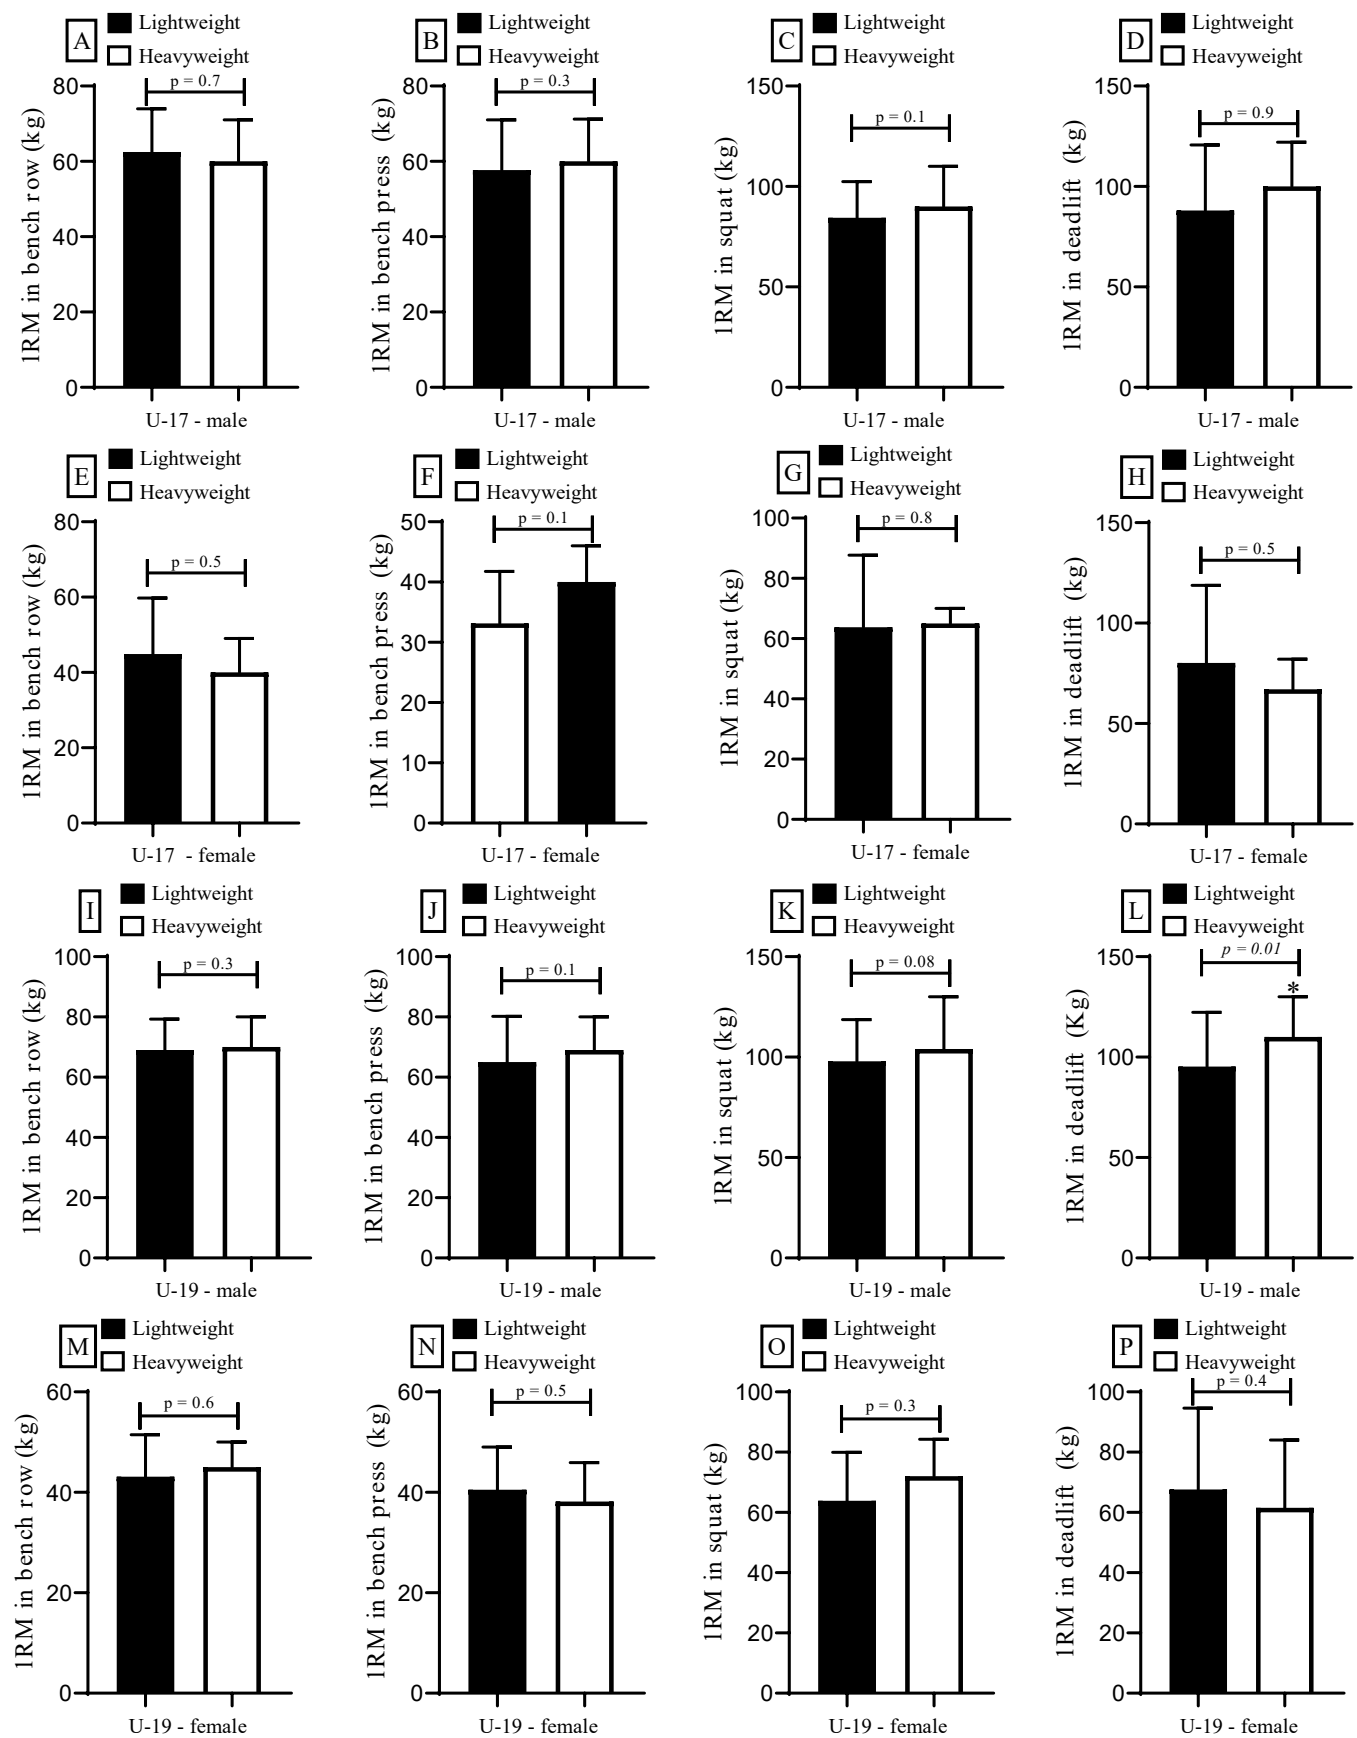 A
Lightweight
Heavyweight
p = 0.7
1RM in bench row (kg)
80
60
40
20
0
U-17 - male
B
Lightweight
Heavyweight
p = 0.3
1RM in bench press (kg)
80
60
40
20
0
U-17 - male
C
Lightweight
Heavyweight
p = 0.1
1RM in squat (kg)
150
100
50
0
U-17 - male
D
Lightweight
Heavyweight
p = 0.9
1RM in deadlift (kg)
150
100
50
0
U-17 - male
E
Lightweight
Heavyweight
p = 0.5
1RM in bench row (kg)
80
60
40
20
0
U-17 - female
F
Lightweight
Heavyweight
p = 0.1
1RM in bench press (kg)
50
40
30
20
10
0
U-17 - female
G
Lightweight
Heavyweight
p = 0.8
1RM in squat (kg)
100
80
60
40
20
0
U-17 - female
H
Lightweight
Heavyweight
p = 0.5
1RM in deadlift (kg)
150
100
50
0
U-17 - female
I
Lightweight
Heavyweight
p = 0.3
1RM in bench row (kg)
100
80
60
40
20
0
U-19 - male
J
Lightweight
Heavyweight
p = 0.1
1RM in bench press (kg)
100
80
60
40
20
0
U-19 - male
K
Lightweight
Heavyweight
p = 0.08
1RM in squat (kg)
150
100
50
0
U-19 - male
L
Lightweight
Heavyweight
p = 0.01
*
1RM in deadlift (Kg)
150
100
50
0
U-19 - male
M
Lightweight
Heavyweight
p = 0.6
1RM in bench row (kg)
60
40
20
0
U-19 - female
N
Lightweight
Heavyweight
p = 0.5
1RM in bench press (kg)
60
40
20
0
U-19 - female
O
Lightweight
Heavyweight
p = 0.3
1RM in squat (kg)
100
80
60
40
20
0
U-19 - female
P
Lightweight
Heavyweight
p = 0.4
1RM in deadlift (kg)
100
80
60
40
20
0
U-19 - female